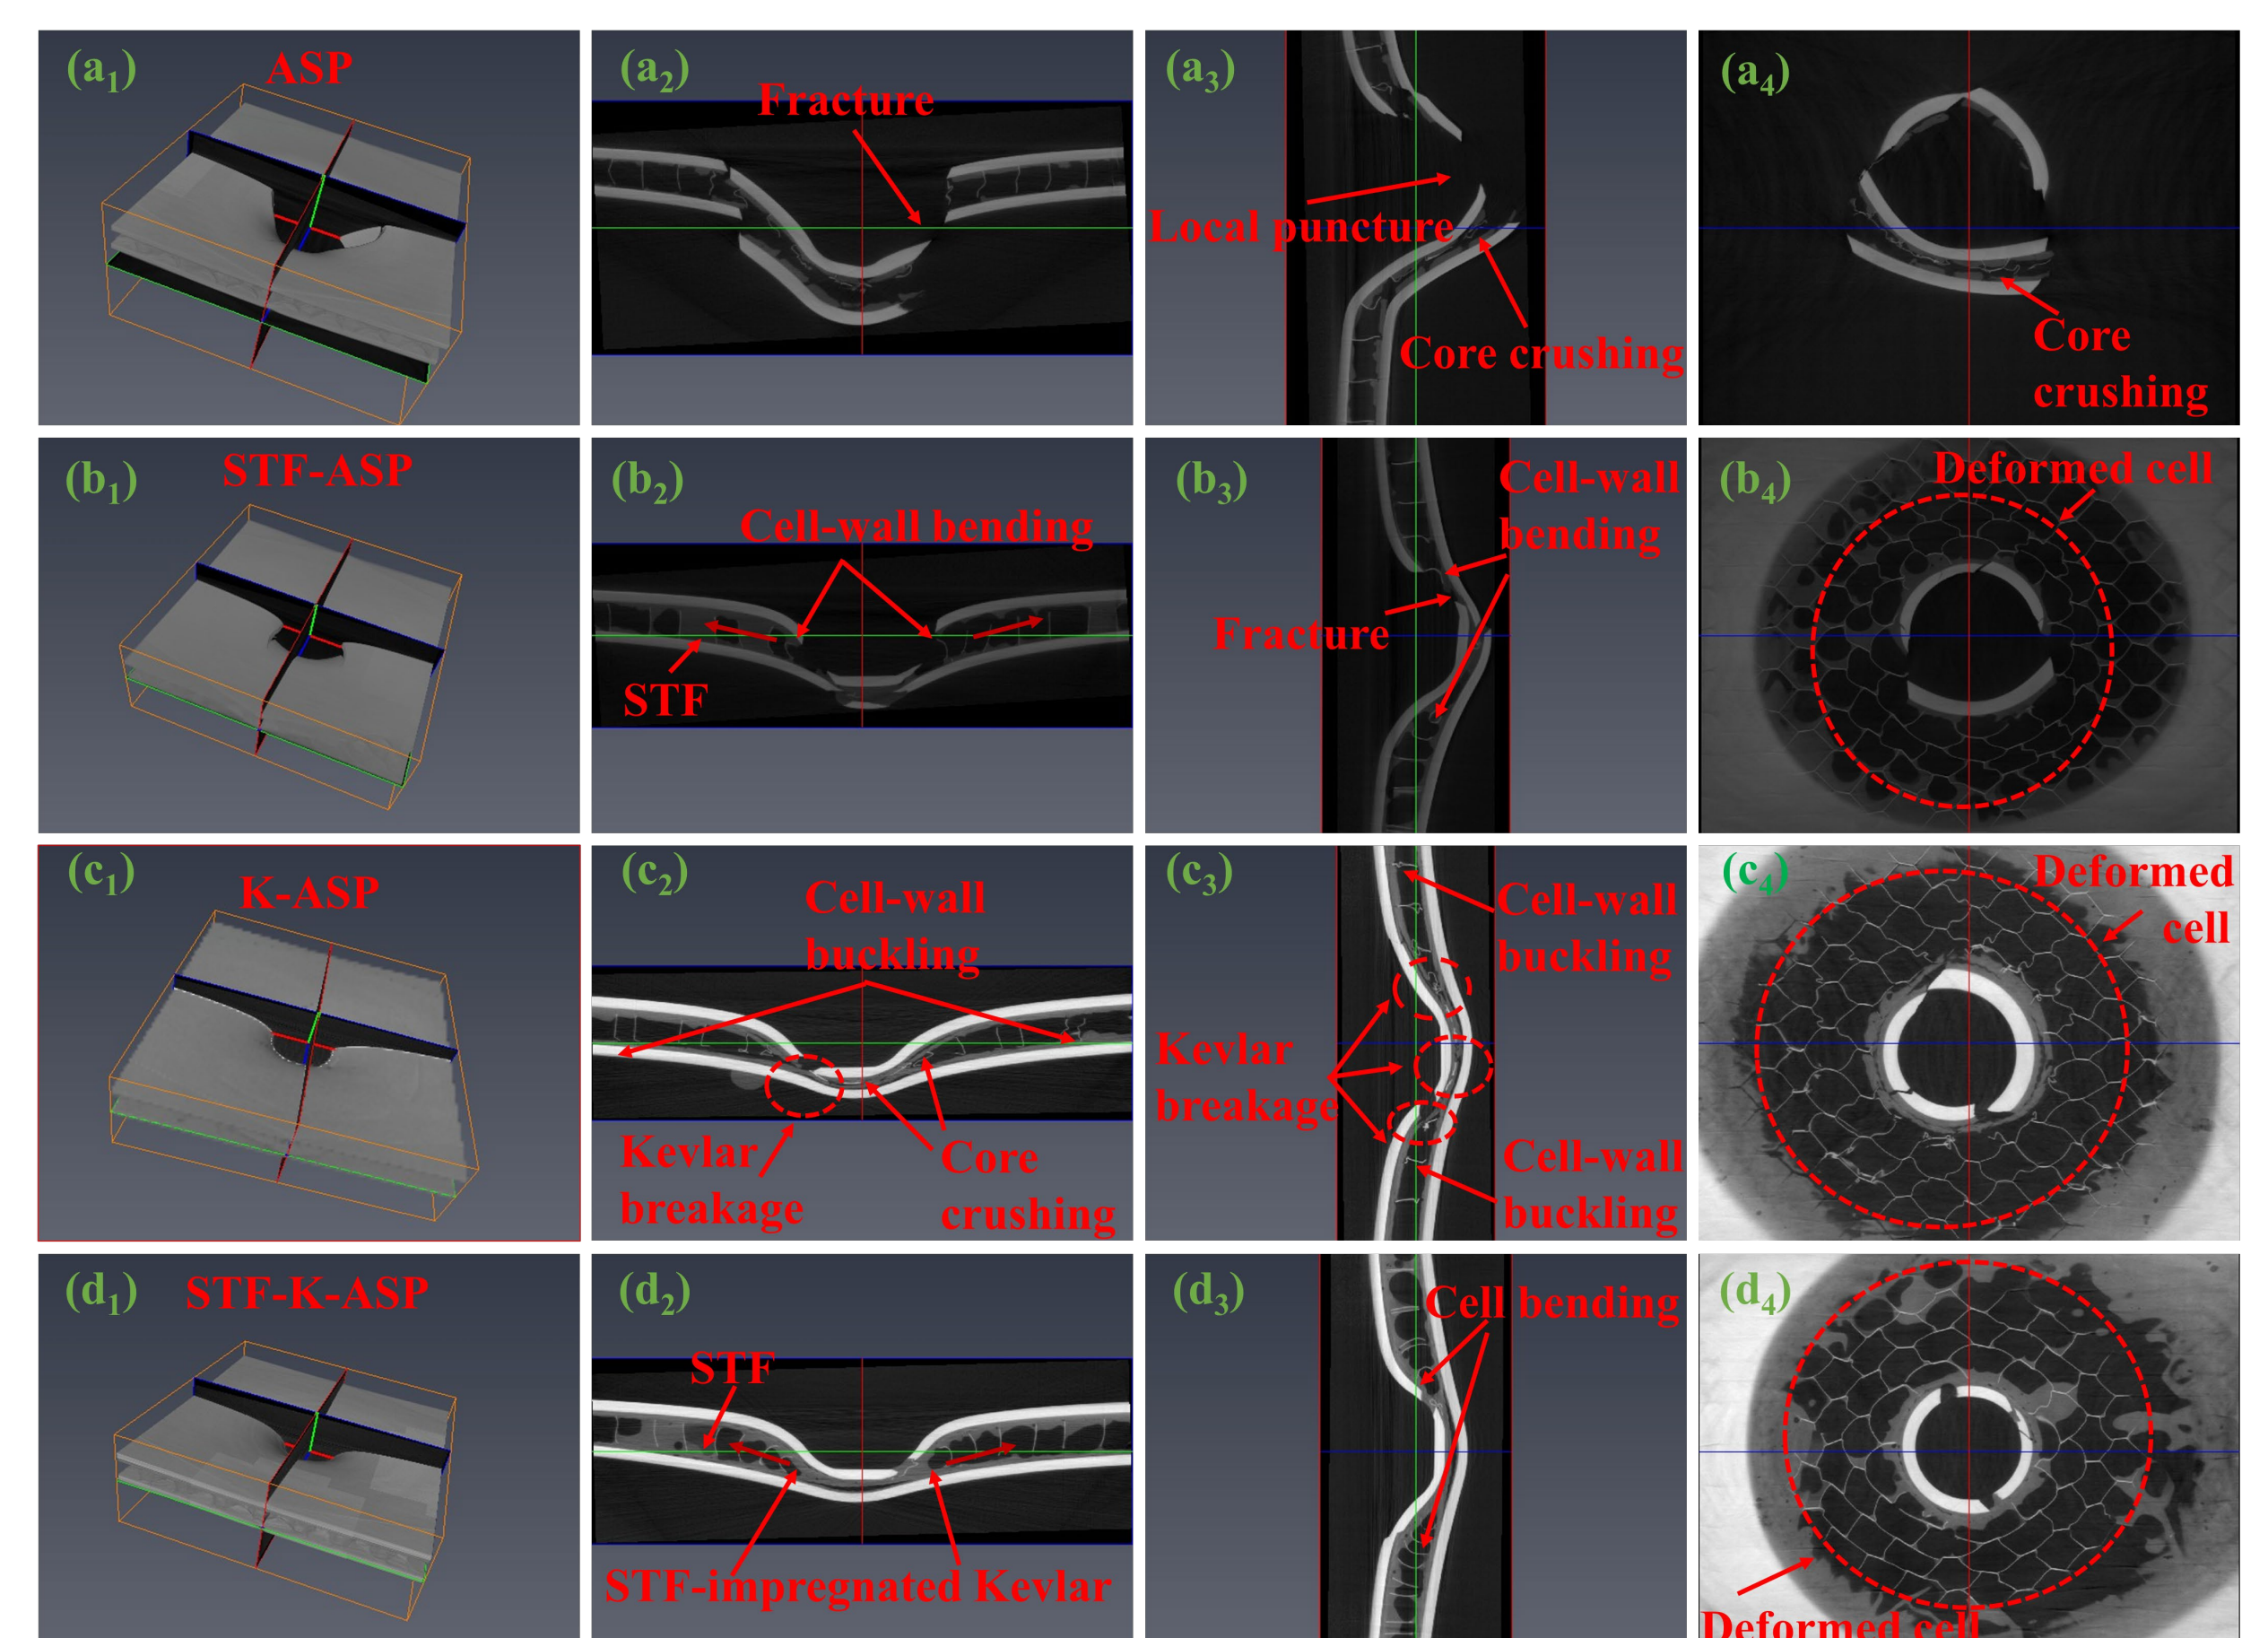 (a1)
ASP
(a2)
Fracture
(a3)
Local puncture
Core crushing
(a4)
Core
crushing
(b1)
STF-ASP
(b2)
Cell-wall bending
STF
(b3)
Cell-wall
bending
Fracture
(b4)
Deformed cell
(c1)
K-ASP
(c2)
Cell-wall
buckling
Kevlar
breakage
Core
crushing
(c3)
Cell-wall
buckling
Kevlar
breakage
Cell-wall
buckling
(c4)
Deformed
cell
(d1)
STF-K-ASP
(d2)
STF
STF-impregnated Kevlar
(d3)
Cell bending
(d4)
Deformed cell